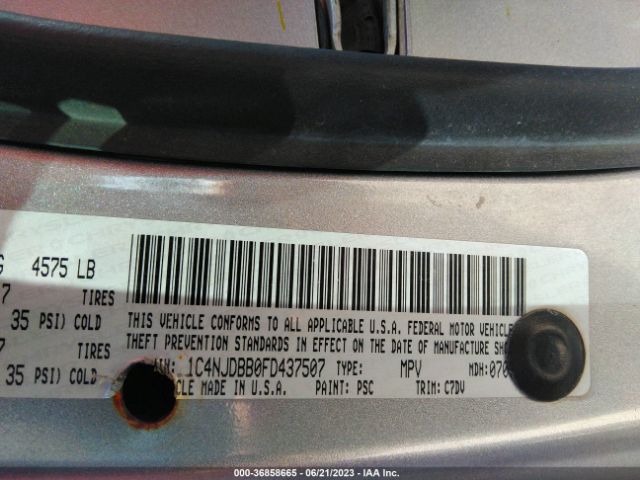 4575 LB
TIRES
35 PSI) COLD
TIRES
35 PSI) COLD
THIS VEHICLE CONFORMS TO ALL APPLICABLE U.S.A. FEDERAL MOTOR VEHICLE
THEFT PREVENTION STANDARDS IN EFFECT ON THE DATE OF MANUFACTURE
1C4NJDBB0FD437507 TYPE: MPV MDH:
MADE IN U.S.A. PAINT: PSC TRIM: C7DV
000-36858665 - 06/21/2023 - IAA Inc.